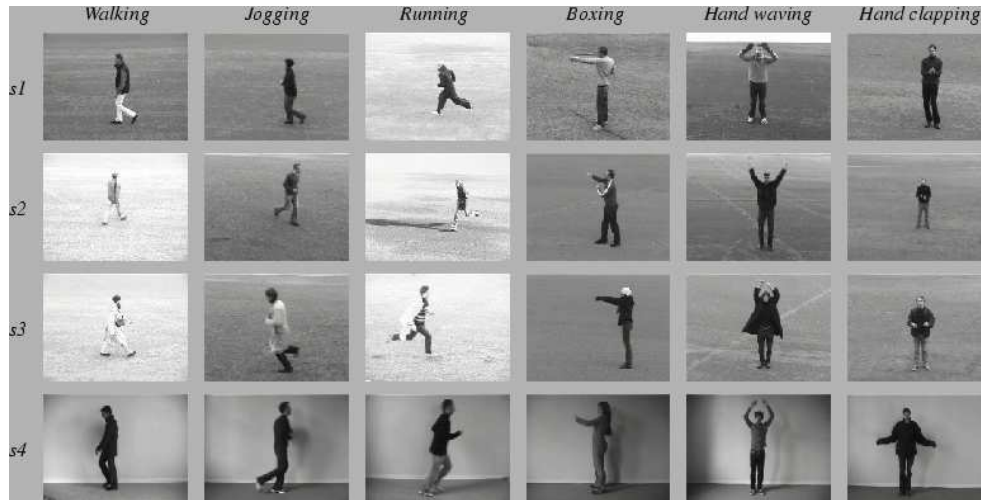 Walking Jogging Running Boxing Hand waving Hand clapping
s1
s2
s3
s4